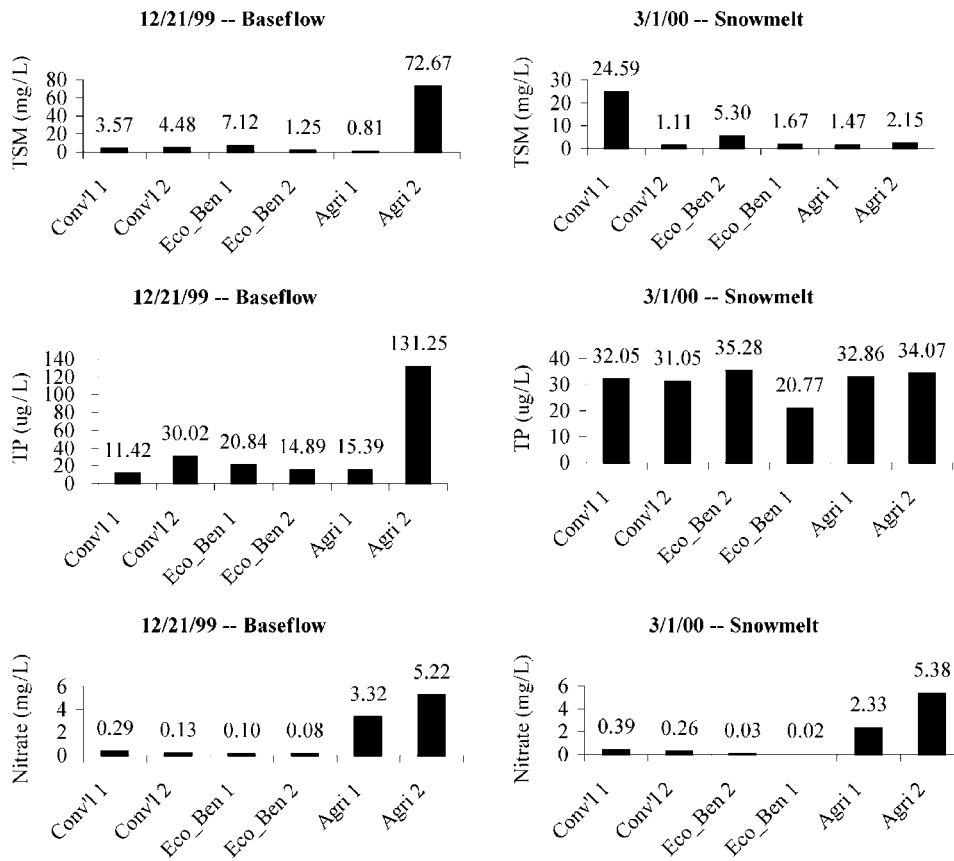 12/21/99 -- Baseflow
TSM (mg/L)
80
60
40
20
0
3.57
4.48
7.12
1.25
0.81
72.67
Conv'l 1
Conv'l 2
Eco_Ben 1
Eco_Ben 2
Agri 1
Agri 2
3/1/00 -- Snowmelt
TSM (mg/L)
30
20
10
0
24.59
1.11
5.30
1.67
1.47
2.15
Conv'l 1
Conv'l 2
Eco_Ben 2
Eco_Ben 1
Agri 1
Agri 2
12/21/99 -- Baseflow
TP (ug/L)
140
120
100
80
60
40
20
0
11.42
30.02
20.84
14.89
15.39
131.25
Conv'l 1
Conv'l 2
Eco_Ben 1
Eco_Ben 2
Agri 1
Agri 2
3/1/00 -- Snowmelt
TP (ug/L)
40
30
20
10
0
32.05
31.05
35.28
20.77
32.86
34.07
Conv'l 1
Conv'l 2
Eco_Ben 2
Eco_Ben 1
Agri 1
Agri 2
12/21/99 -- Baseflow
Nitrate (mg/L)
6
4
2
0
0.29
0.13
0.10
0.08
3.32
5.22
Conv'l 1
Conv'l 2
Eco_Ben 1
Eco_Ben 2
Agri 1
Agri 2
3/1/00 -- Snowmelt
Nitrate (mg/L)
6
4
2
0
0.39
0.26
0.03
0.02
2.33
5.38
Conv'l 1
Conv'l 2
Eco_Ben 2
Eco_Ben 1
Agri 1
Agri 2